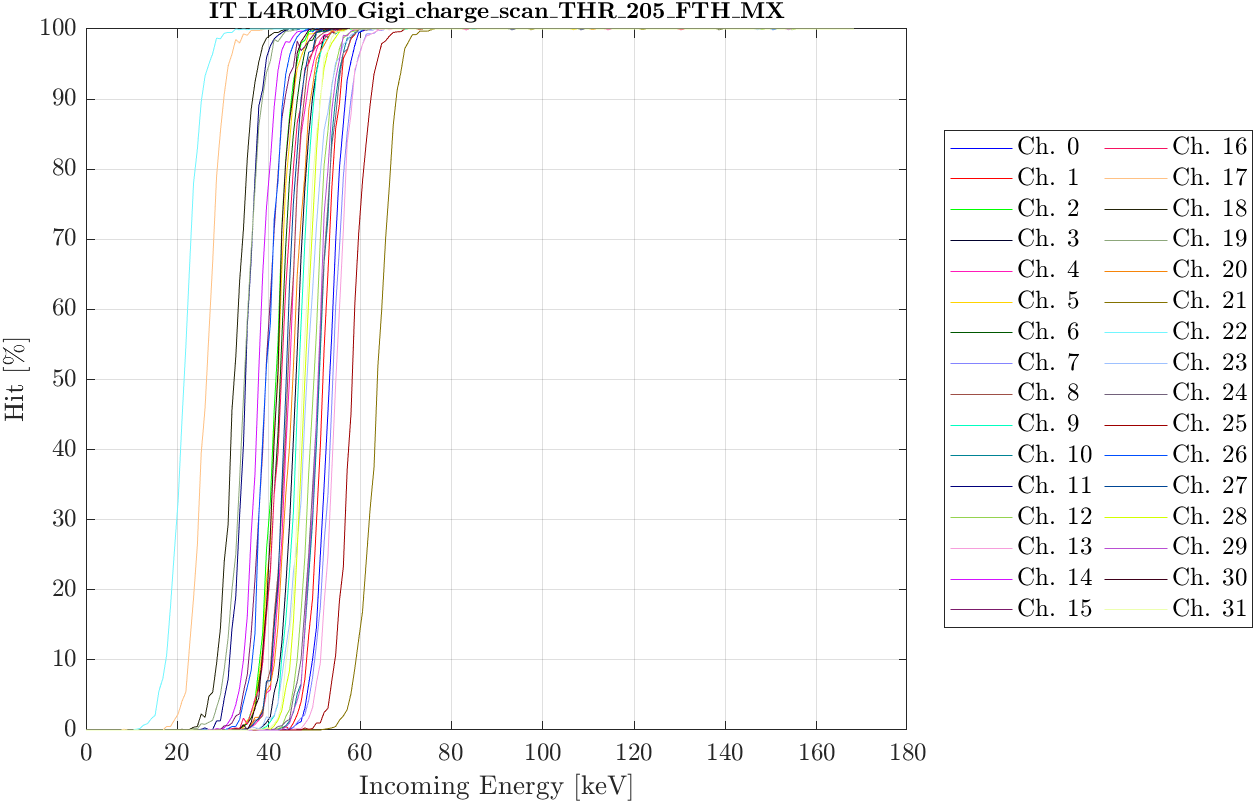 IT_L4R0M0_Gigi_charge_scan_THR_205_FTH_MX
100
90
80
70
60
50
40
30
20
10
0
Hit [%]
0 20 40 60 80 100 120 140 160 180
Incoming Energy [keV]
Ch. 0 Ch. 16
Ch. 1 Ch. 17
Ch. 2 Ch. 18
Ch. 3 Ch. 19
Ch. 4 Ch. 20
Ch. 5 Ch. 21
Ch. 6 Ch. 22
Ch. 7 Ch. 23
Ch. 8 Ch. 24
Ch. 9 Ch. 25
Ch. 10 Ch. 26
Ch. 11 Ch. 27
Ch. 12 Ch. 28
Ch. 13 Ch. 29
Ch. 14 Ch. 30
Ch. 15 Ch. 31